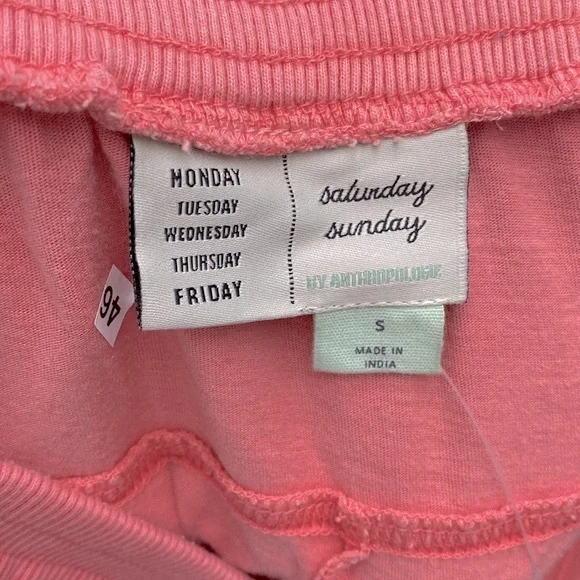 MONDAY
TUESDAY
WEDNESDAY
THURSDAY
FRIDAY
saturday
sunday
BY ANTHROPOLOGIE
S
MADE IN
INDIA
46